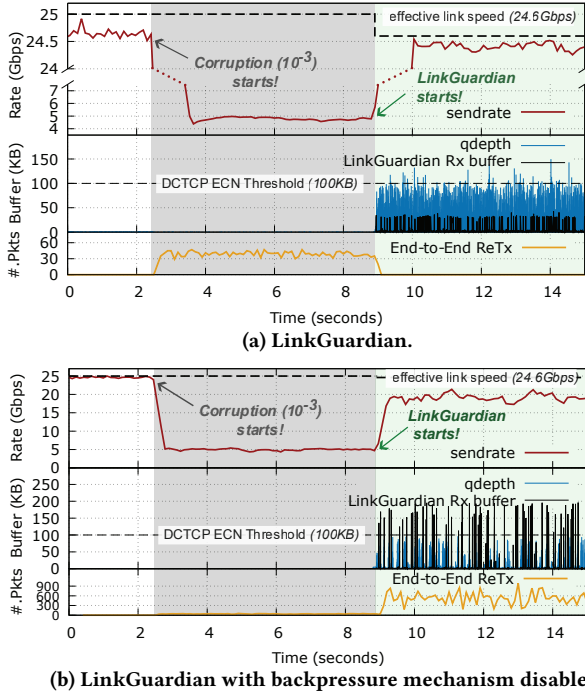 25
24.5
24
7
6
5
4
Rate (Gbps)
effective link speed (24.6Gbps)
Corruption (10-3)
starts!
LinkGuardian
starts!
sendrate
150
100
50
0
Buffer (KB)
qdepth
LinkGuardian Rx buffer
DCTCP ECN Threshold (100KB)
60
30
0
#.Pkts
End-to-End ReTx
0 2 4 6 8 10 12 14
Time (seconds)
(a) LinkGuardian.
25
20
15
10
5
0
Rate (Gbps)
effective link speed (24.6Gbps)
Corruption (10-3)
starts!
LinkGuardian
starts!
sendrate
300
250
200
150
100
50
0
Buffer (KB)
qdepth
LinkGuardian Rx buffer
DCTCP ECN Threshold (100KB)
900
600
300
0
#.Pkts
End-to-End ReTx
0 2 4 6 8 10 12 14
Time (seconds)
(b) LinkGuardian with backpressure mechanism disable